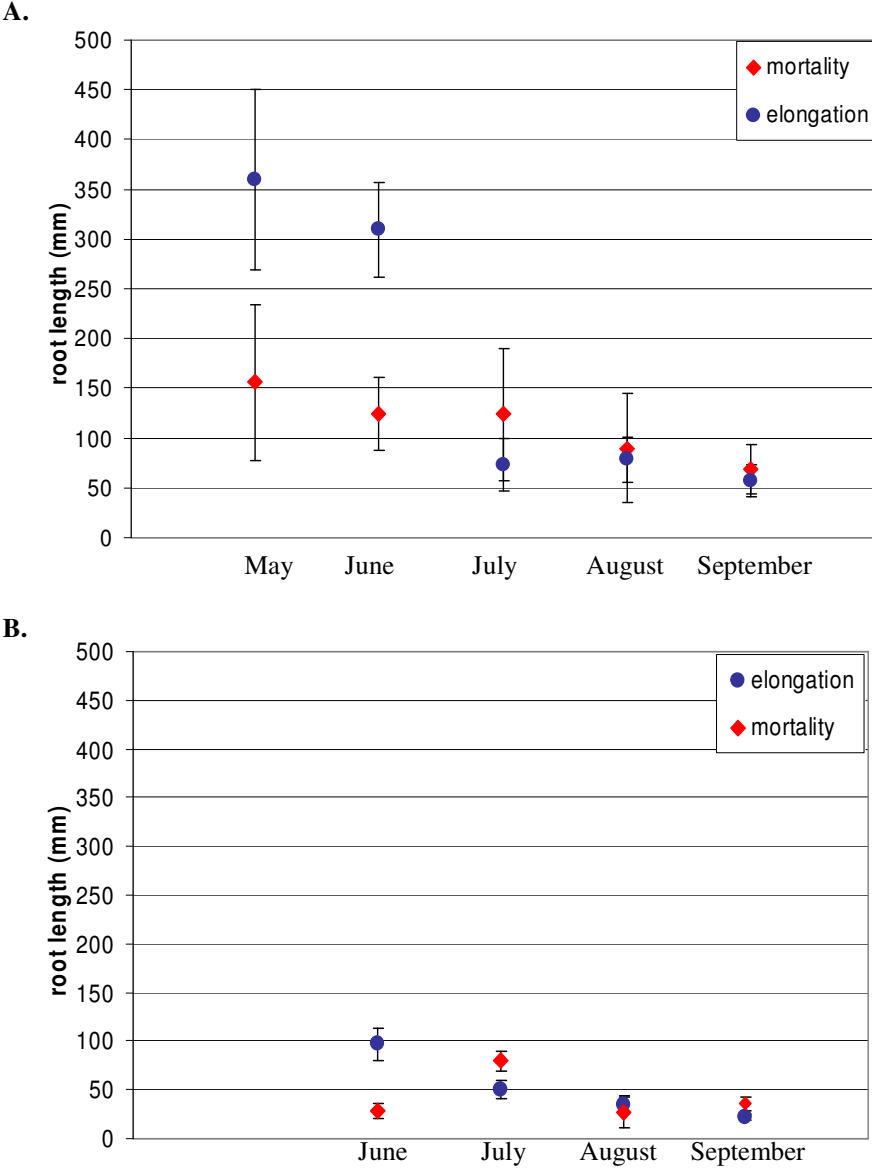 A.
500
mortality
450
elongation
400
350
300
250
200
150
100
50
0
root length (mm)
May June July August September
B.
500
elongation
450
mortality
400
350
300
250
200
150
100
50
0
root length (mm)
June July August September